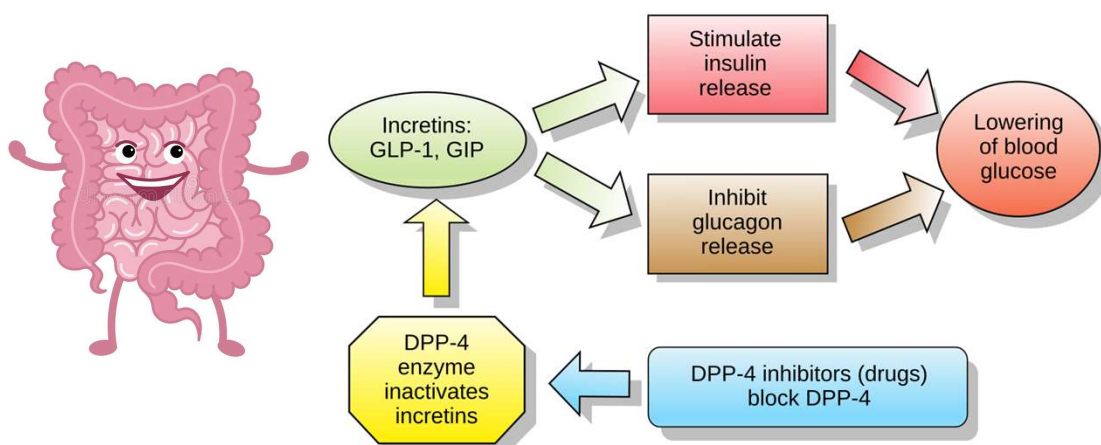 Incretins:
GLP-1, GIP
Stimulate
insulin
release
Inhibit
glucagon
release
Lowering
of blood
glucose
DPP-4
enzyme
inactivates
incretins
DPP-4 inhibitors (drugs)
block DPP-4